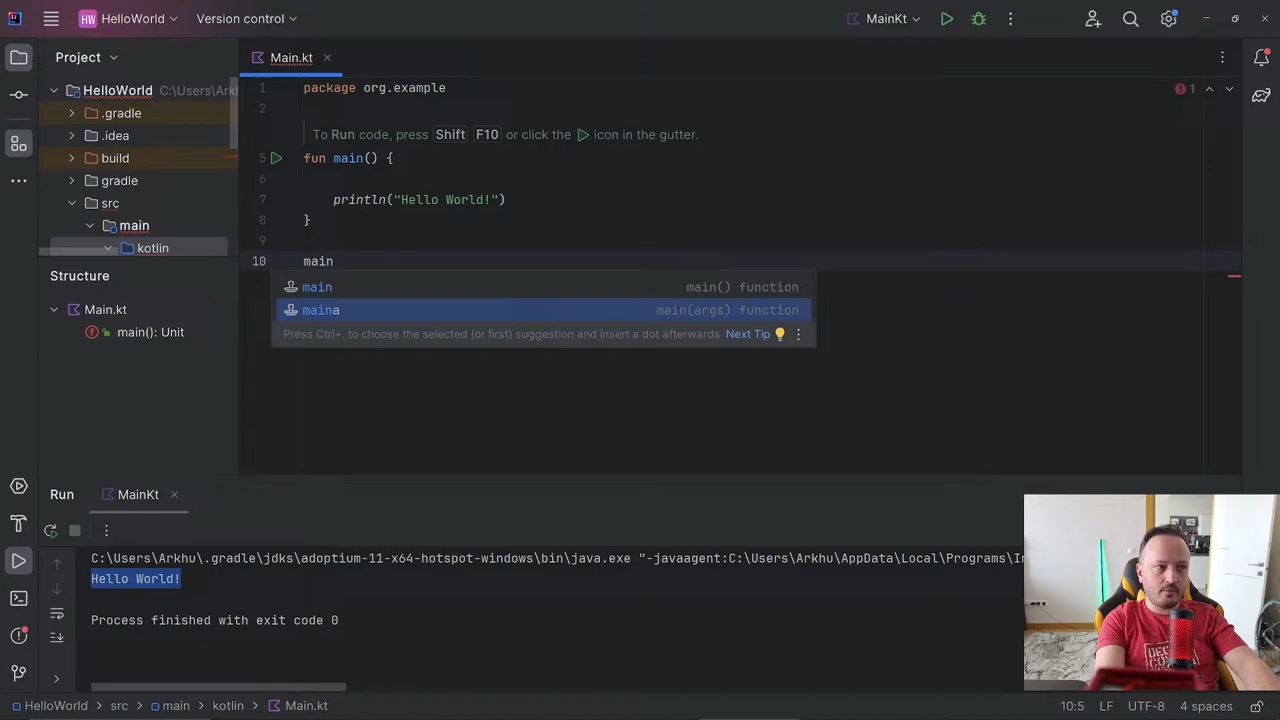 HW HelloWorld Version control MainKt
Project Main.kt
HelloWorld C:\Users\Ark
.gradle
.idea
build
gradle
src
main
kotlin
Structure
Main.kt
main(): Unit
1 package org.example
2
To Run code, press Shift F10 or click the icon in the gutter.
5 fun main() {
6
7 println("Hello World!")
8 }
9
10 main
main main() function
maina main(args) function
Press Ctrl+. to choose the selected (or first) suggestion and insert a dot afterwards Next Tip
1
Run MainKt
C:\Users\Arkhu\.gradle\jdks\adoptium-11-x64-hotspot-windows\bin\java.exe "-javaagent:C:\Users\Arkhu\AppData\Local\Programs\In
Hello World!
Process finished with exit code 0
HelloWorld src main kotlin Main.kt 10:5 LF UTF-8 4 spaces